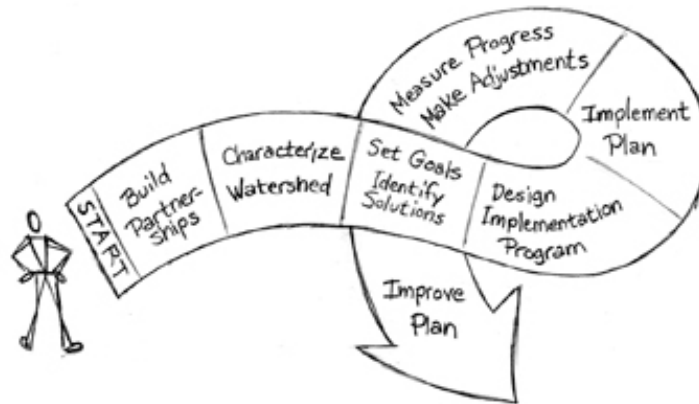 START
Build
Partner-
ships
Characterize
Watershed
Set Goals
Identify
Solutions
Design
Implementation
Program
Implement
Plan
Measure Progress
Make Adjustments
Improve
Plan